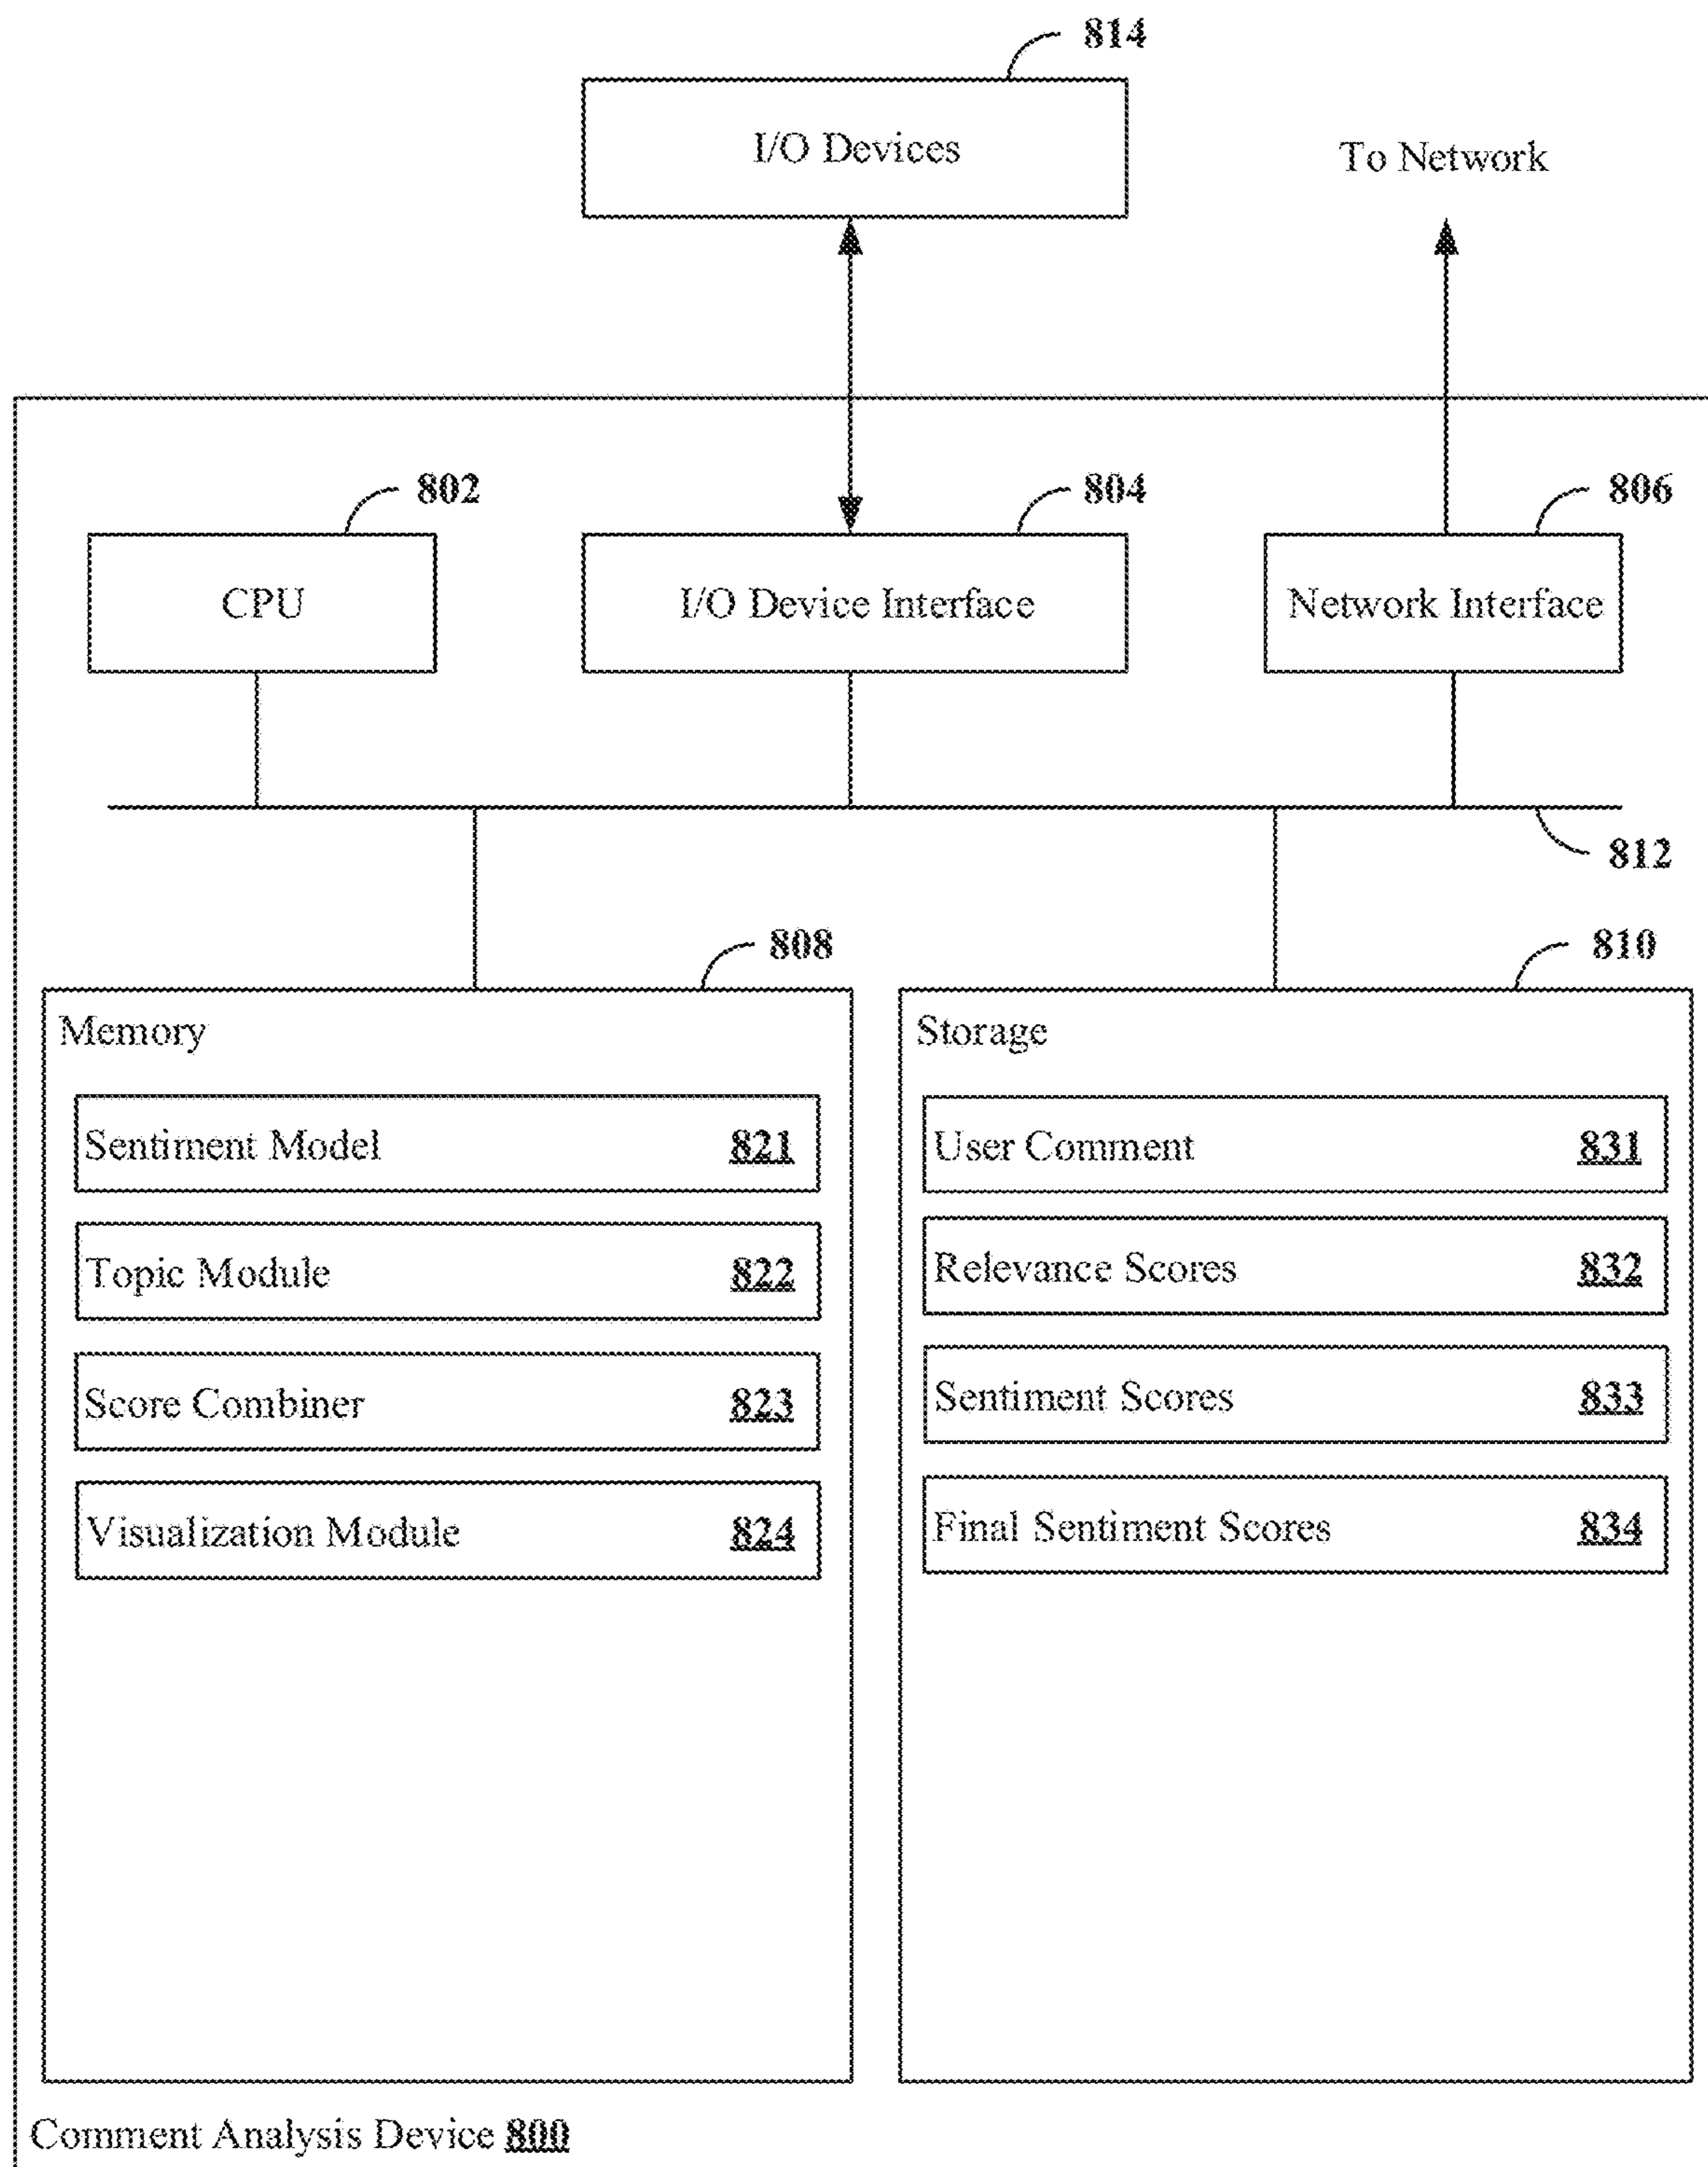 814
I/O Devices
To Network
802
804
806
CPU
I/O Device Interface
Network Interface
812
808
810
Memory
Storage
Sentiment Model 821
User Comment 831
Topic Module 822
Relevance Scores 832
Score Combiner 823
Sentiment Scores 833
Visualization Module 824
Final Sentiment Scores 834
Comment Analysis Device 800